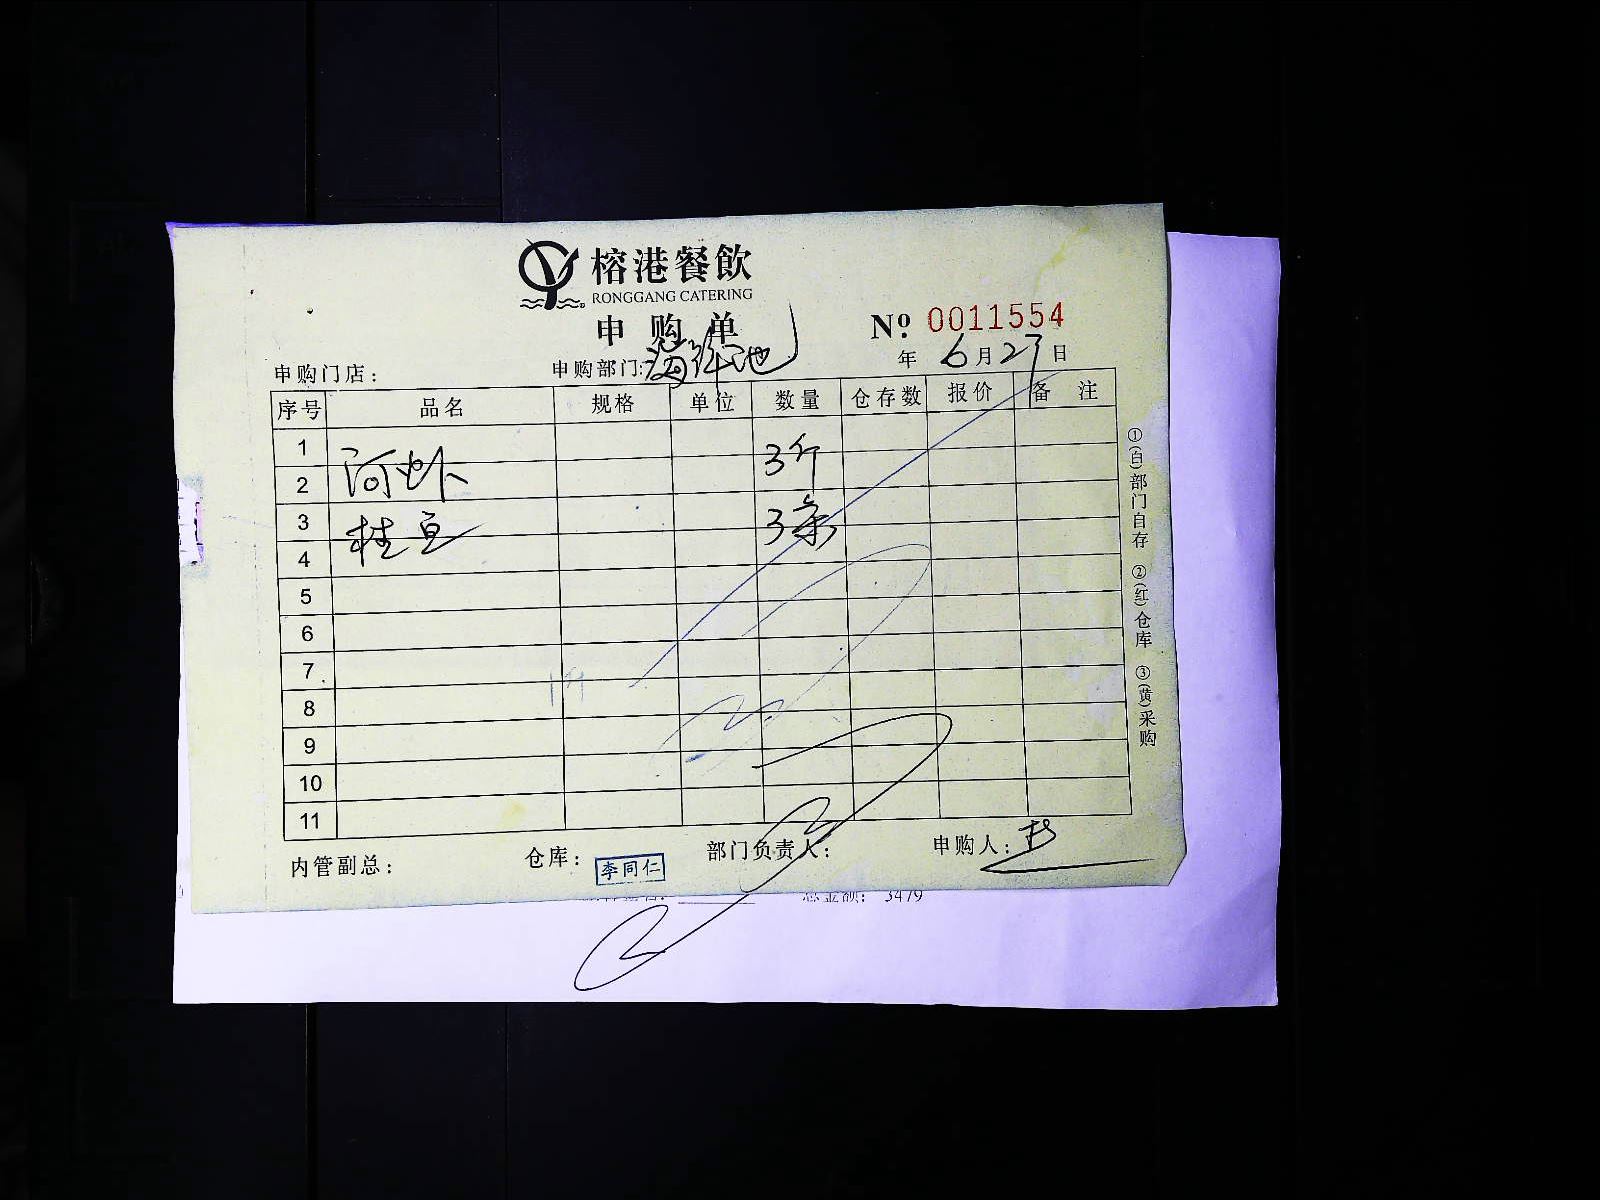 榕港餐飲
RONGGANG CATERING
申购单
№ 0011554
申购门店： 申购部门：海鲜池 年 6月27日
序号 品名 规格 单位 数量 仓存数 报价 备注
1
2 河虾 3斤
3
4 桂鱼 3条
5
6
7
8
9
10
11
①(白)部门自存 ②(红)仓库 ③(黄)采购
内管副总： 仓库： 李同仁 部门负责人： 申购人：
总金额： 3479